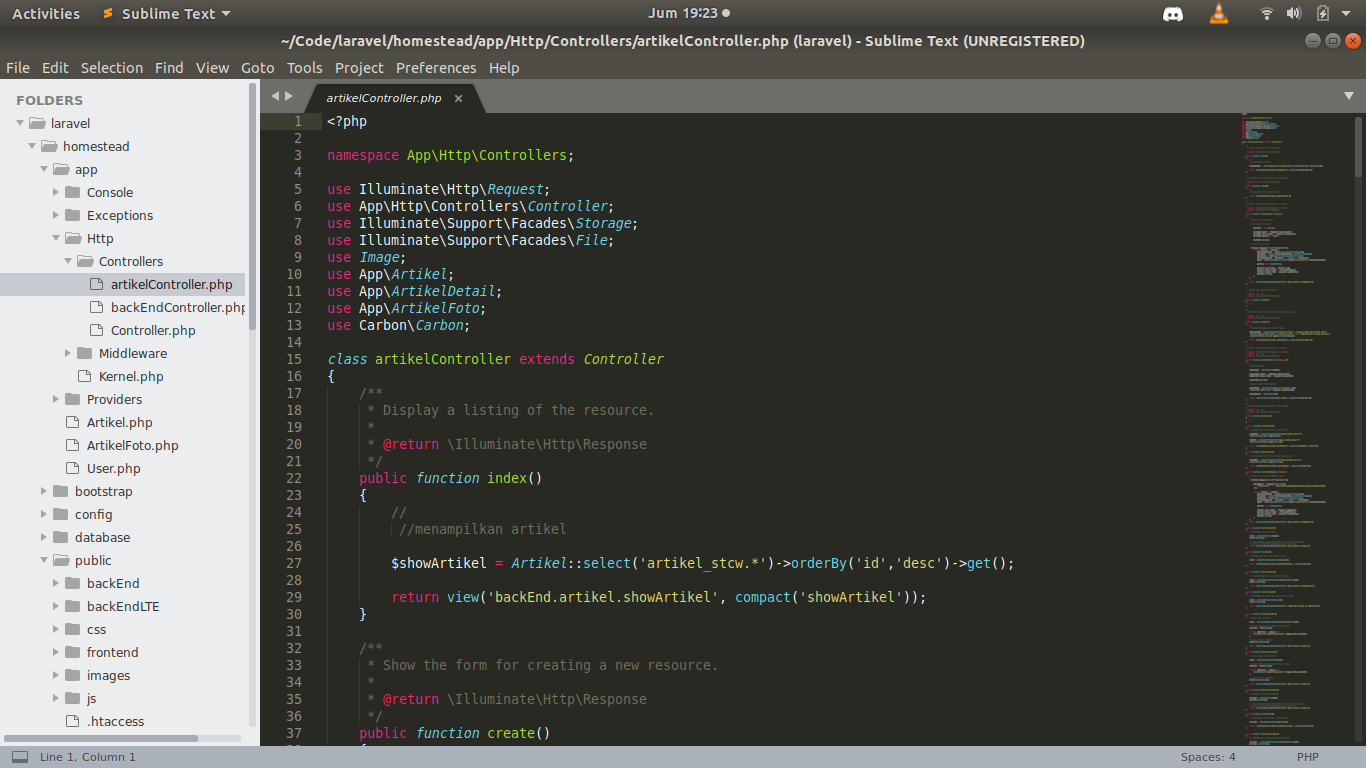 Activities Sublime Text Jum 19:23
~/Code/laravel/homestead/app/Http/Controllers/artikelController.php (laravel) - Sublime Text (UNREGISTERED)
File Edit Selection Find View Goto Tools Project Preferences Help
FOLDERS
laravel
homestead
app
Console
Exceptions
Http
Controllers
artikelController.php
backEndController.php
Controller.php
Middleware
Kernel.php
Providers
Artikel.php
ArtikelFoto.php
User.php
bootstrap
config
database
public
backEnd
backEndLTE
css
frontend
images
js
.htaccess
artikelController.php
1 <?php
2
3 namespace App\Http\Controllers;
4
5 use Illuminate\Http\Request;
6 use App\Http\Controllers\Controller;
7 use Illuminate\Support\Facades\Storage;
8 use Illuminate\Support\Facades\File;
9 use Image;
10 use App\Artikel;
11 use App\ArtikelDetail;
12 use App\ArtikelFoto;
13 use Carbon\Carbon;
14
15 class artikelController extends Controller
16 {
17 /**
18 * Display a listing of the resource.
19 *
20 * @return \Illuminate\Http\Response
21 */
22 public function index()
23 {
24 //
25 //menampilkan artikel
26
27 $showArtikel = Artikel::select('artikel_stcw.*')->orderBy('id','desc')->get();
28
29 return view('backEnd.artikel.showArtikel', compact('showArtikel'));
30 }
31
32 /**
33 * Show the form for creating a new resource.
34 *
35 * @return \Illuminate\Http\Response
36 */
37 public function create()
Line 1, Column 1 Spaces: 4 PHP